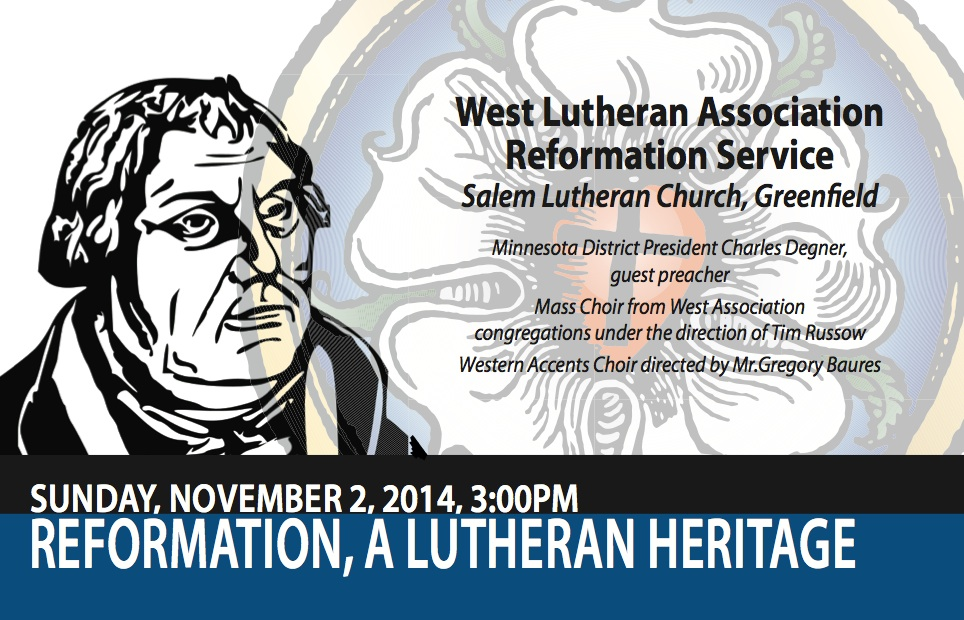 West Lutheran Association
Reformation Service
Salem Lutheran Church, Greenfield
Minnesota District President Charles Degner,
guest preacher
Mass Choir from West Association
congregations under the direction of Tim Russow
Western Accents Choir directed by Mr.Gregory Baures
SUNDAY, NOVEMBER 2, 2014, 3:00PM
REFORMATION, A LUTHERAN HERITAGE